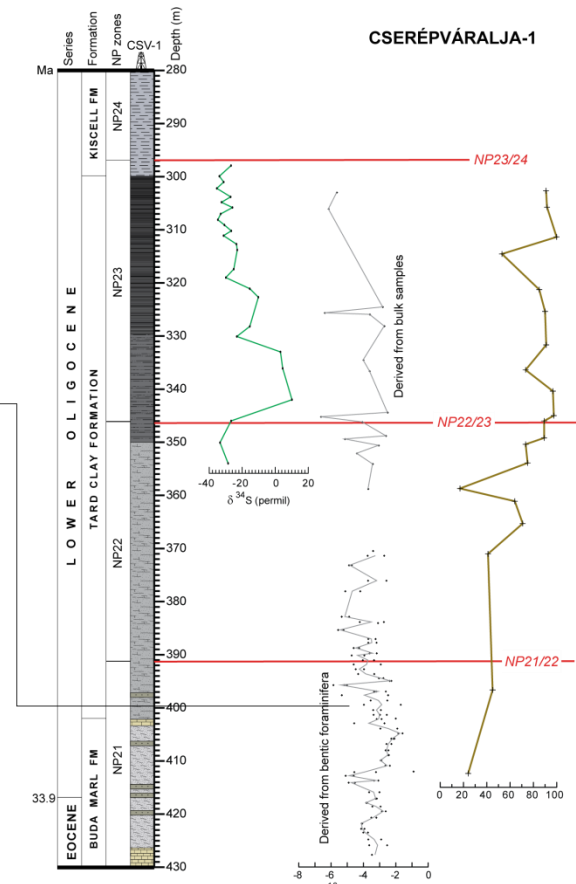 CSERÉPVÁRALJA-1
Series
Formation
NP zones
CSV-1
Depth (m)
Ma
280
290
300
310
320
330
340
350
360
370
380
390
400
410
420
430
KISCELL FM
TARD CLAY FORMATION
BUDA MARL FM
LOWER OLIGOCENE
EOCENE
33.9
NP24
NP23
NP22
NP21
NP23/24
NP22/23
NP21/22
-40 -20 0 20
δ 34S (permil)
Derived from bulk samples
Derived from bentic foraminifera
-8 -6 -4 -2 0
0 20 40 60 80 100